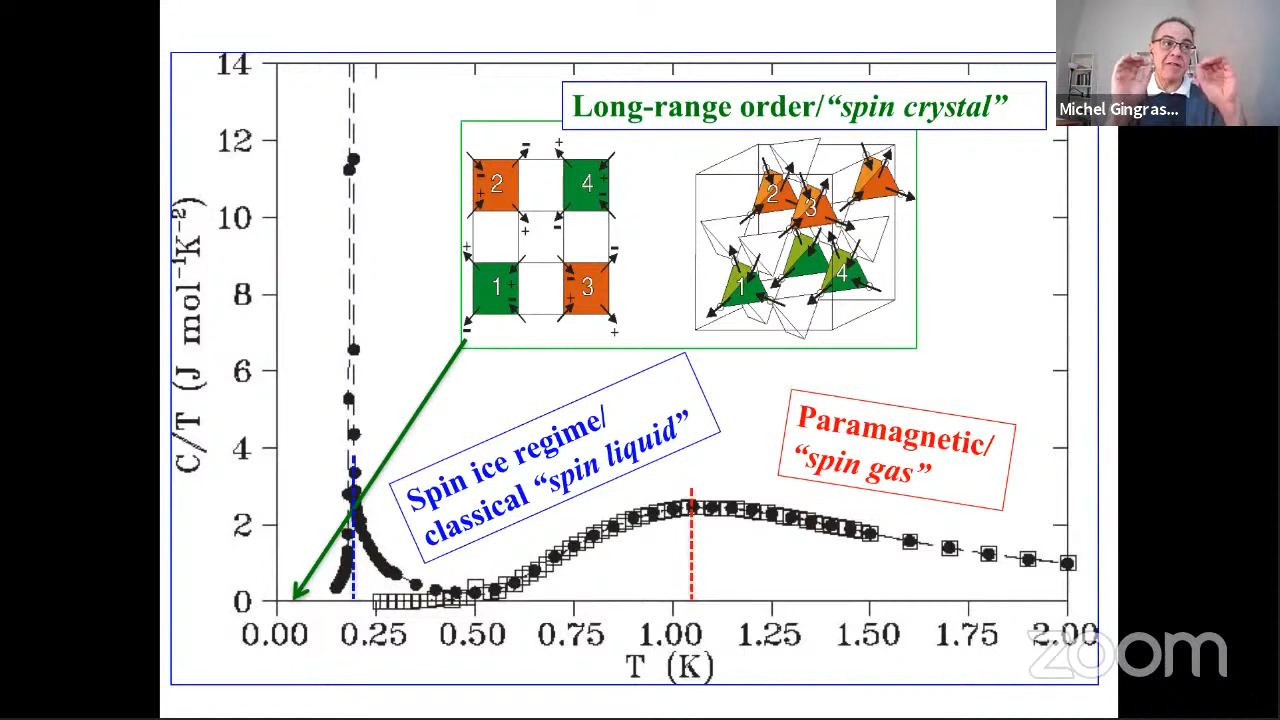 Long-range order/“spin crystal”
Michel Gingras...
14
12
10
8
6
4
2
0
C/T (J mol⁻¹K⁻²)
2
4
1
3
2
3
1
4
Spin ice regime/
classical “spin liquid”
Paramagnetic/
“spin gas”
0.00 0.25 0.50 0.75 1.00 1.25 1.50 1.75 2.00
T (K)
zoom